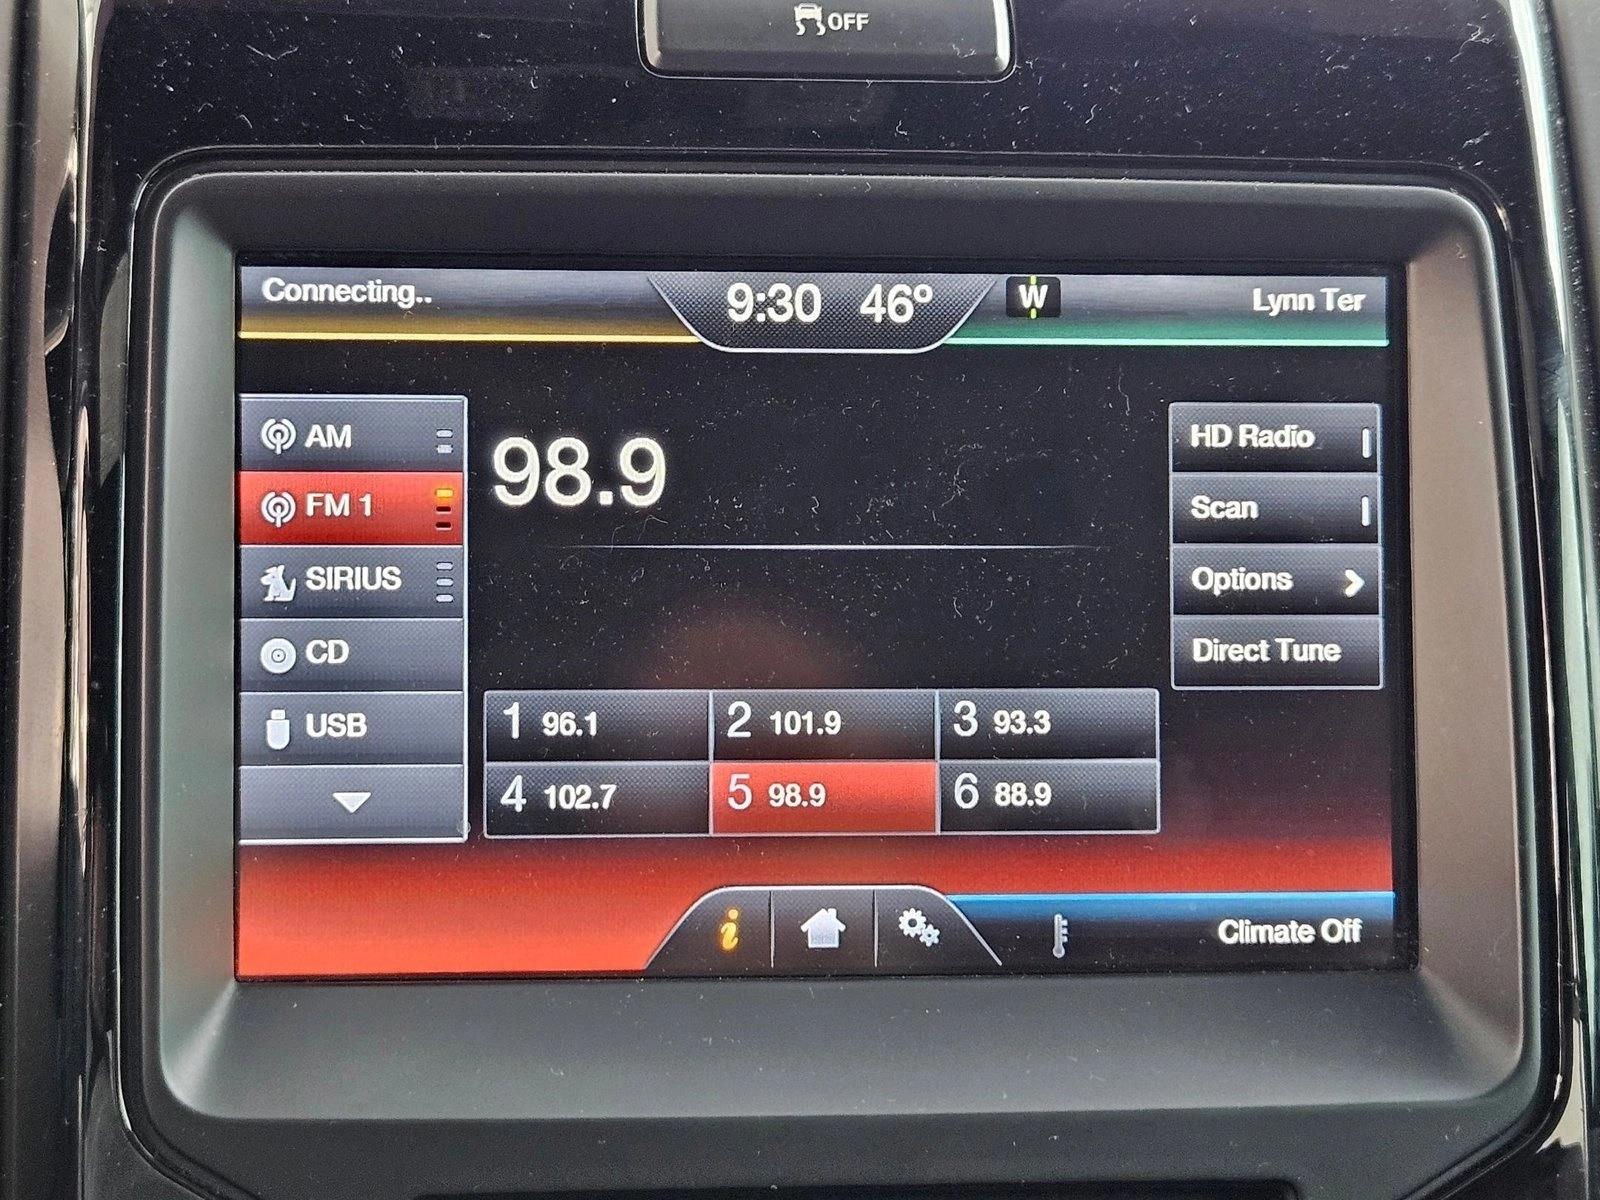 OFF
Connecting..
9:30 46°
W
Lynn Ter
AM
FM 1
SIRIUS
CD
USB
98.9
HD Radio
Scan
Options
Direct Tune
1 96.1
2 101.9
3 93.3
4 102.7
5 98.9
6 88.9
i
Climate Off